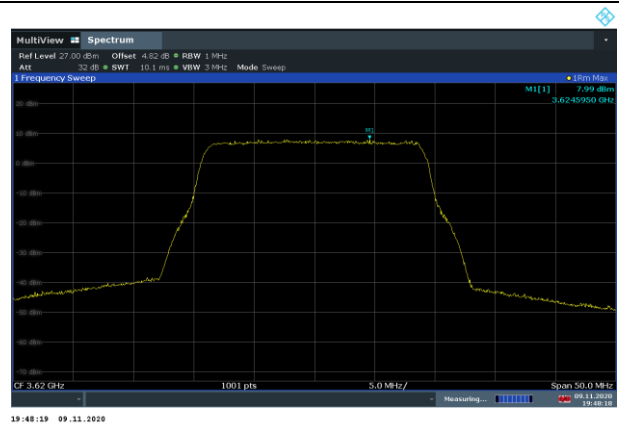 MultiView Spectrum
Ref Level 27.00 dBm Offset 4.82 dB RBW 1 MHz
Att 32 dB SWT 10.1 ms VBW 3 MHz Mode Sweep
1 Frequency Sweep 1Rm Max
M1[1] 7.99 dBm
3.6245950 GHz
20 dBm
10 dBm
M1
0 dBm
-10 dBm
-20 dBm
-30 dBm
-40 dBm
-50 dBm
-60 dBm
-70 dBm
CF 3.62 GHz 1001 pts 5.0 MHz/ Span 50.0 MHz
Measuring... 09.11.2020
19:48:18
19:48:19 09.11.2020